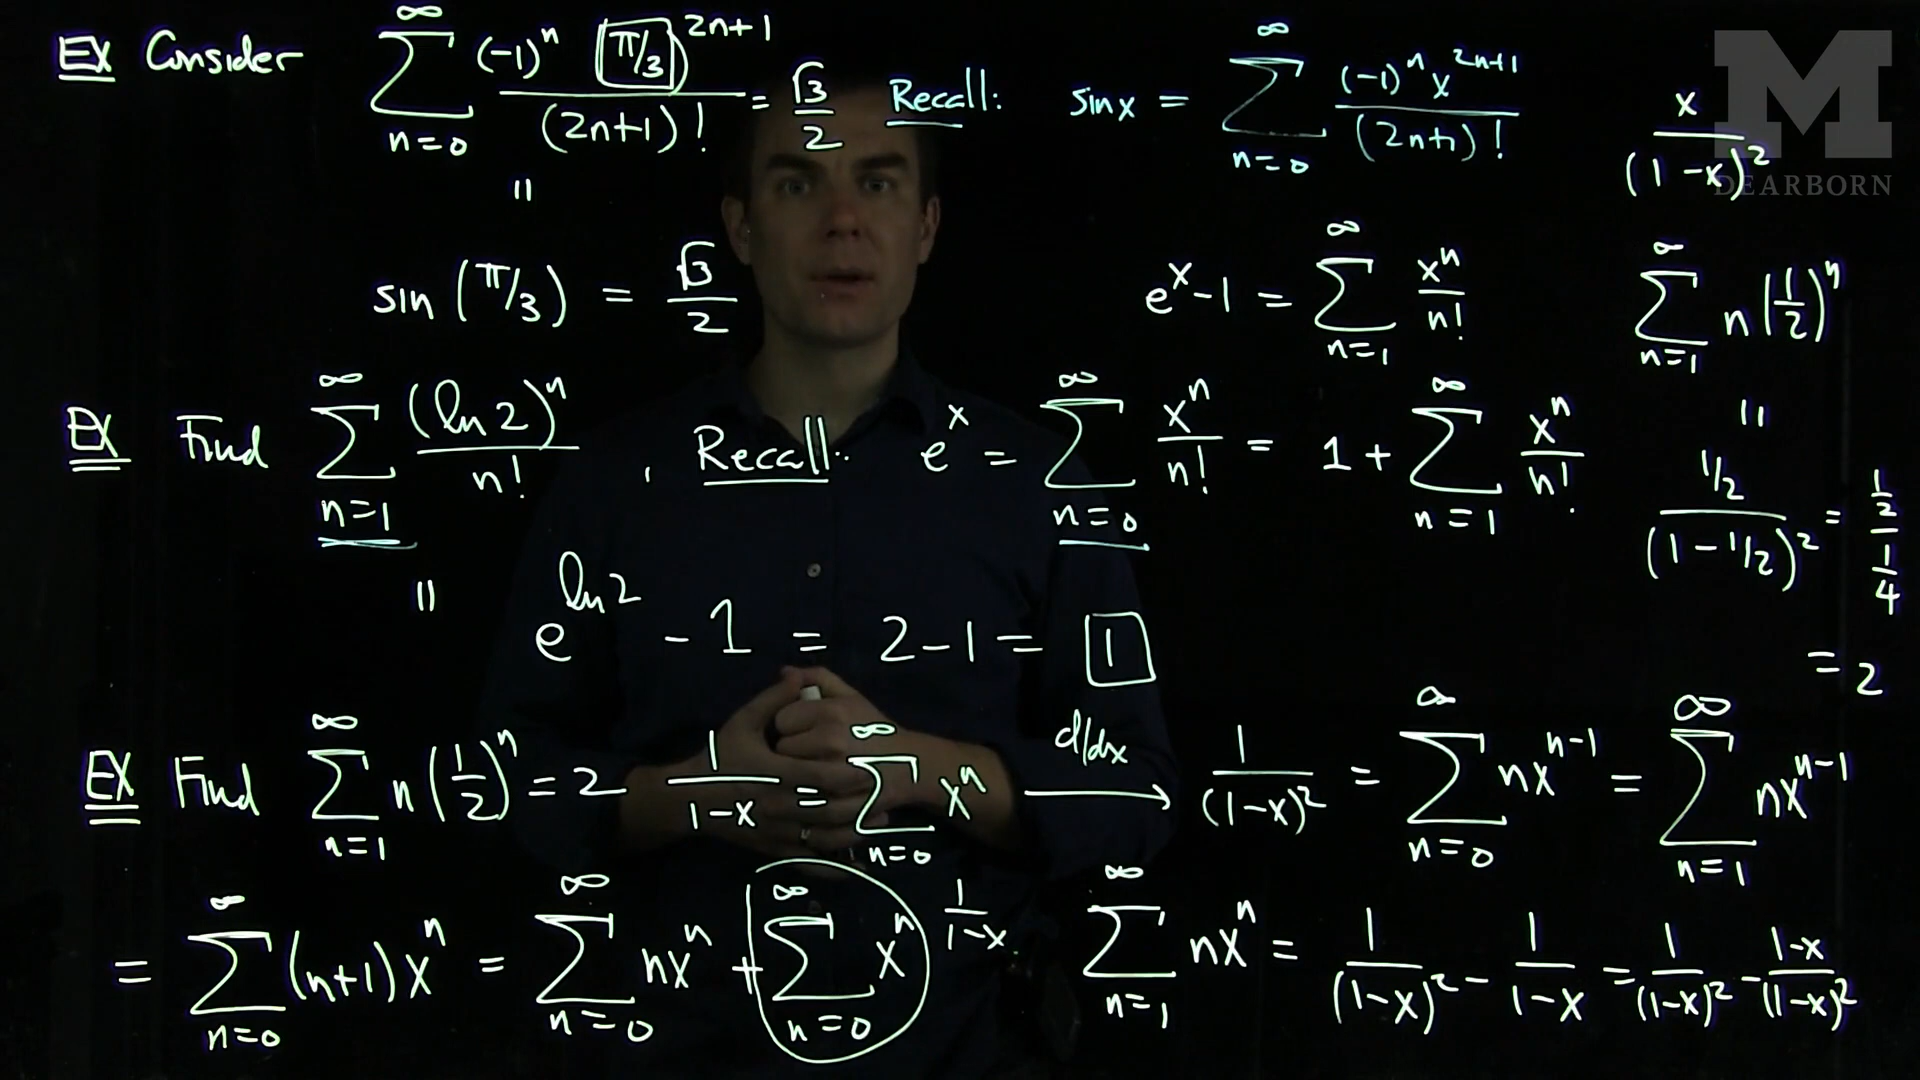 EX Consider ∞ ∑ n=0 (-1)^n (π/3)^{2n+1} / (2n+1)! = √3/2 Recall: sin x = ∞ ∑ n=0 (-1)^n x^{2n+1} / (2n+1)! x / (1-x)^2
M
DEARBORN
=
sin(π/3) = √3/2 e^x - 1 = ∞ ∑ n=1 x^n / n! ∞ ∑ n=1 n(1/2)^n
EX Find ∞ ∑ n=1 (ln 2)^n / n! , Recall: e^x = ∞ ∑ n=0 x^n / n! = 1 + ∞ ∑ n=1 x^n / n! =
1/2 / (1 - 1/2)^2 = 1/2 / 1/4
= e^{ln 2} - 1 = 2 - 1 = 1
= 2
EX Find ∞ ∑ n=1 n(1/2)^n = 2 1 / 1-x = ∞ ∑ n=0 x^n d/dx → 1 / (1-x)^2 = ∞ ∑ n=0 nx^{n-1} = ∞ ∑ n=1 nx^{n-1}
= ∞ ∑ n=0 (n+1)x^n = ∞ ∑ n=0 nx^n + ∞ ∑ n=0 x^n 1 / 1-x ∞ ∑ n=1 nx^n = 1 / (1-x)^2 - 1 / 1-x = 1 / (1-x)^2 - 1-x / (1-x)^2